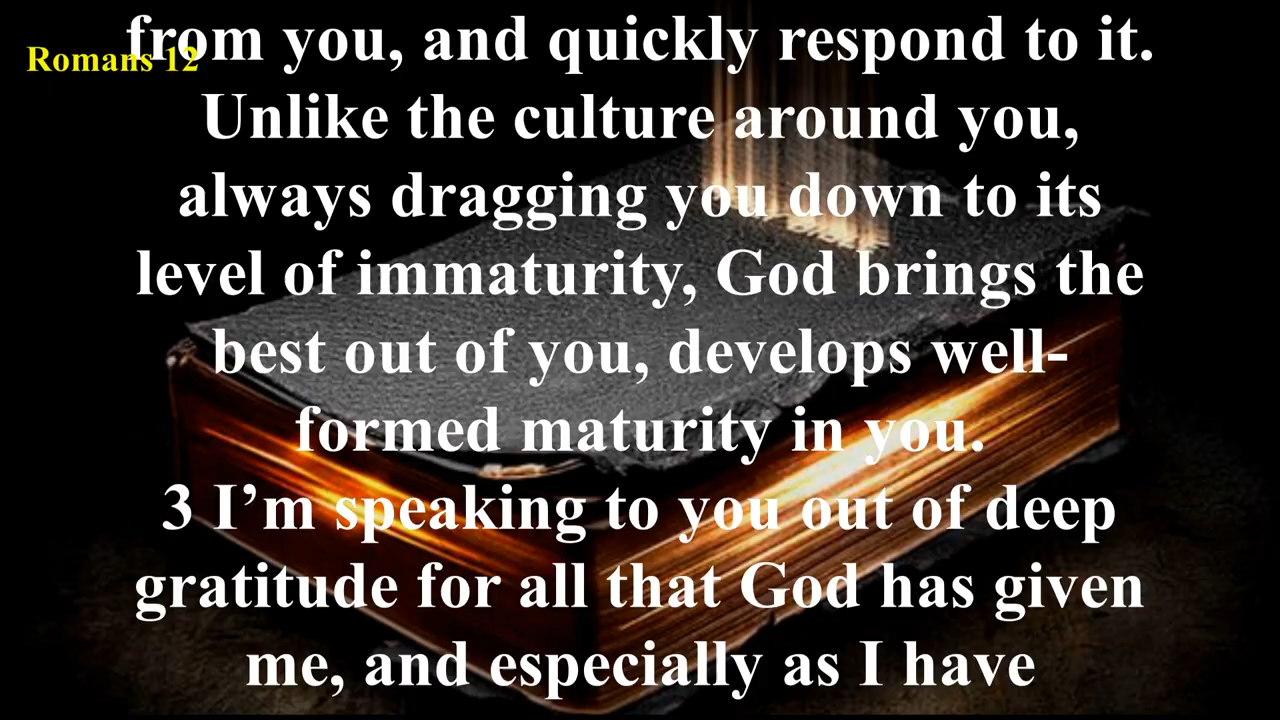 Romans 12
from you, and quickly respond to it.
Unlike the culture around you,
always dragging you down to its
level of immaturity, God brings the
best out of you, develops well-
formed maturity in you.
3 I’m speaking to you out of deep
gratitude for all that God has given
me, and especially as I have